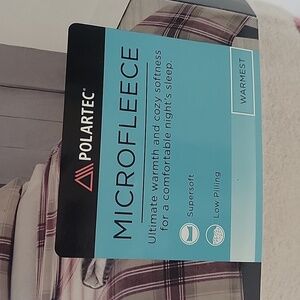 POLARTEC
MICROFLEECE
Ultimate warmth and cozy softness
for a comfortable night's sleep.
Supersoft
Low Pilling
WARMEST